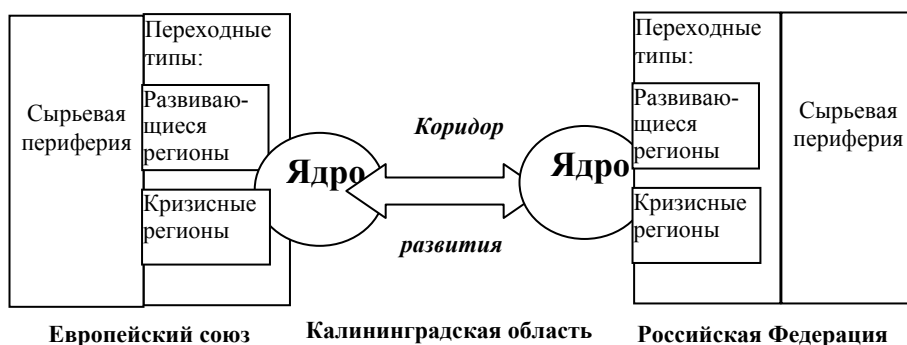 Сырьевая
периферия
Переходные
типы:
Развиваю-
щиеся
регионы
Кризисные
регионы
Ядро
Коридор
развития
Ядро
Переходные
типы:
Развиваю-
щиеся
регионы
Кризисные
регионы
Сырьевая
периферия
Европейский союз
Калининградская область
Российская Федерация